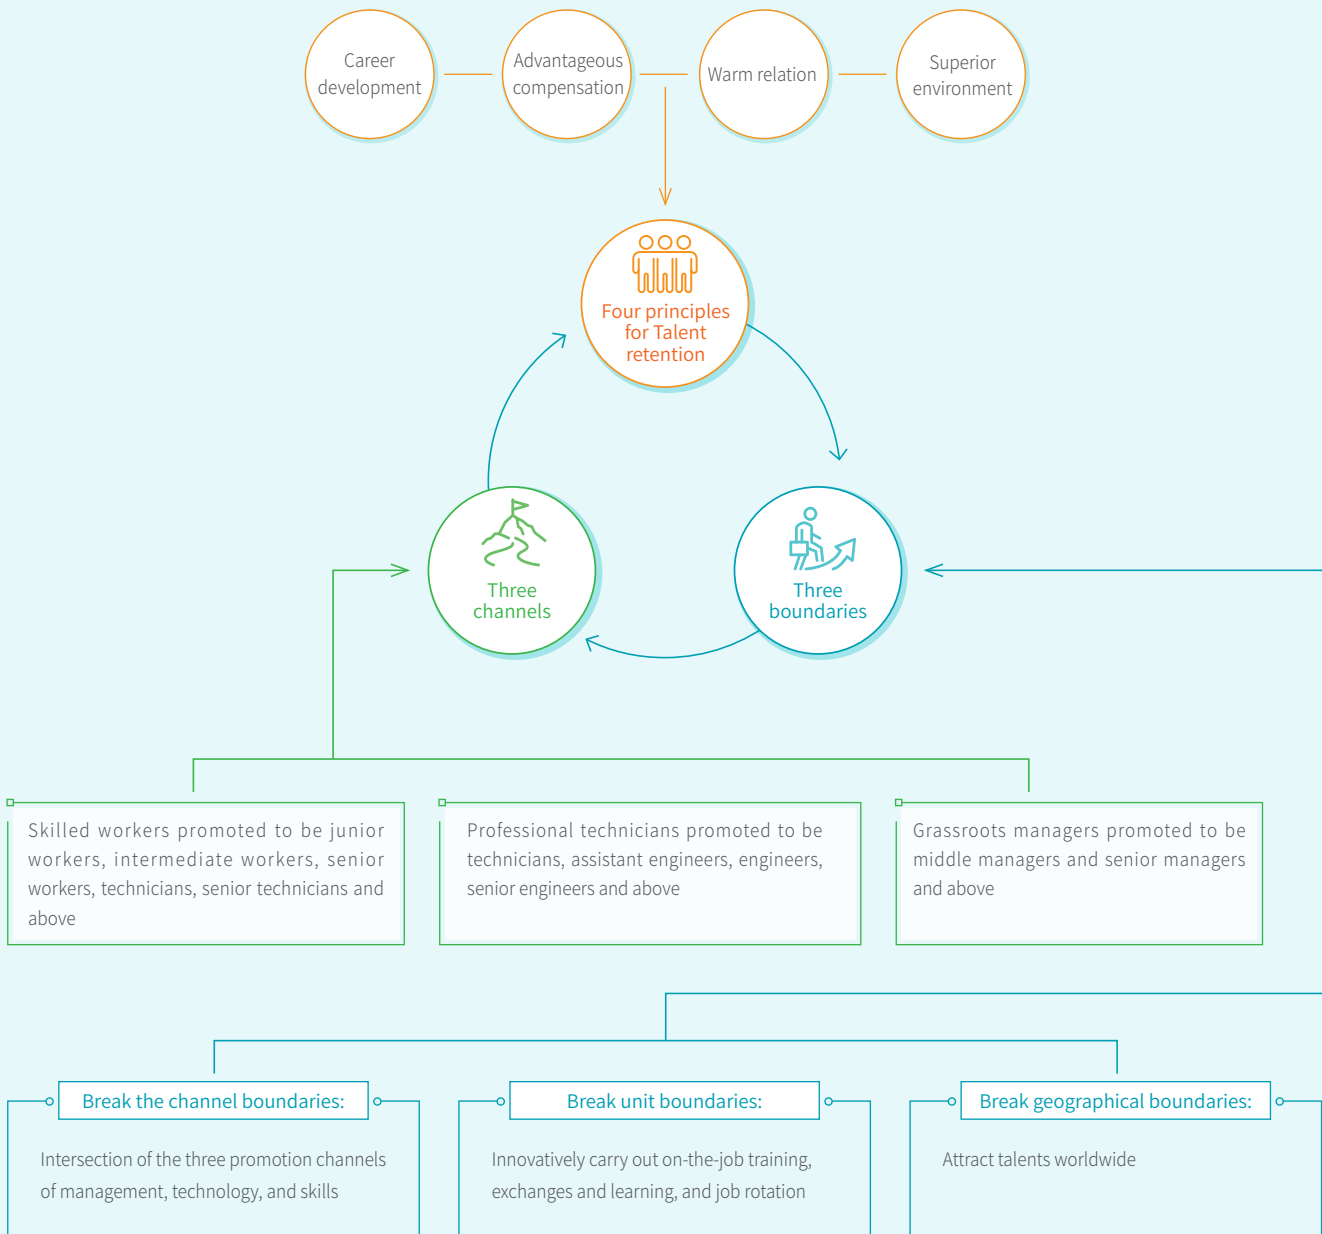 Career
development
Advantageous
compensation
Warm relation
Superior
environment
Four principles
for Talent
retention
Three
channels
Three
boundaries
Skilled workers promoted to be junior
workers, intermediate workers, senior
workers, technicians, senior technicians and
above
Professional technicians promoted to be
technicians, assistant engineers, engineers,
senior engineers and above
Grassroots managers promoted to be
middle managers and senior managers
and above
Break the channel boundaries:
Intersection of the three promotion channels
of management, technology, and skills
Break unit boundaries:
Innovatively carry out on-the-job training,
exchanges and learning, and job rotation
Break geographical boundaries:
Attract talents worldwide